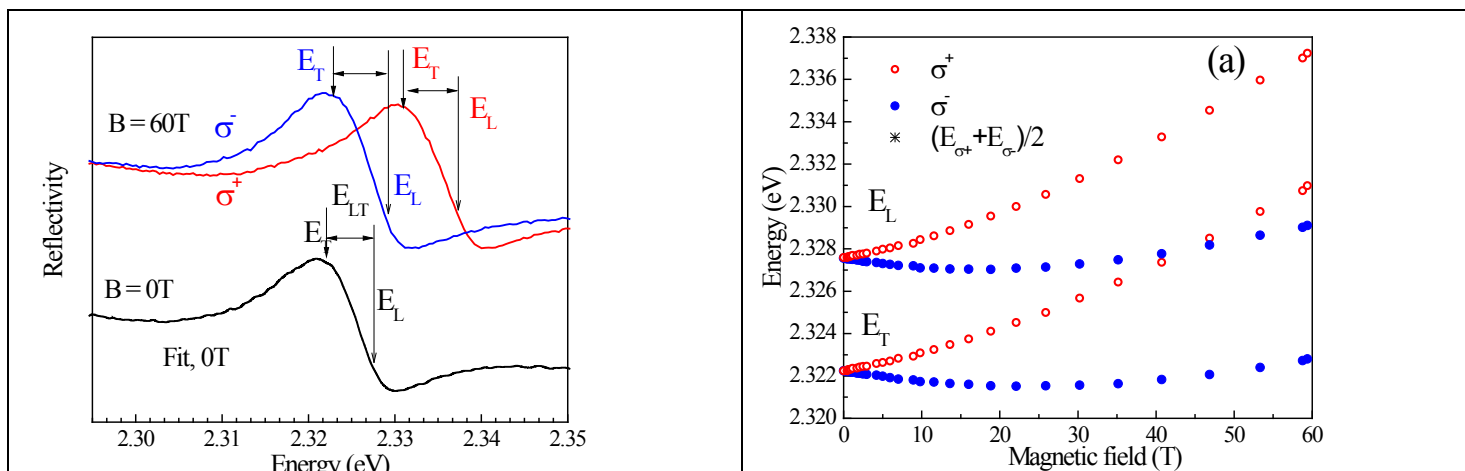 E_T
E_T
B = 60T
σ⁻
E_L
σ⁺
E_L
E_LT
E_T
B = 0T
E_L
Fit, 0T
Reflectivity
2.30 2.31 2.32 2.33 2.34 2.35
Energy (eV)
(a)
σ⁺
σ⁻
(E_σ+ + E_σ-)/2
E_L
E_T
Energy (eV)
2.338
2.336
2.334
2.332
2.330
2.328
2.326
2.324
2.322
2.320
0 10 20 30 40 50 60
Magnetic field (T)